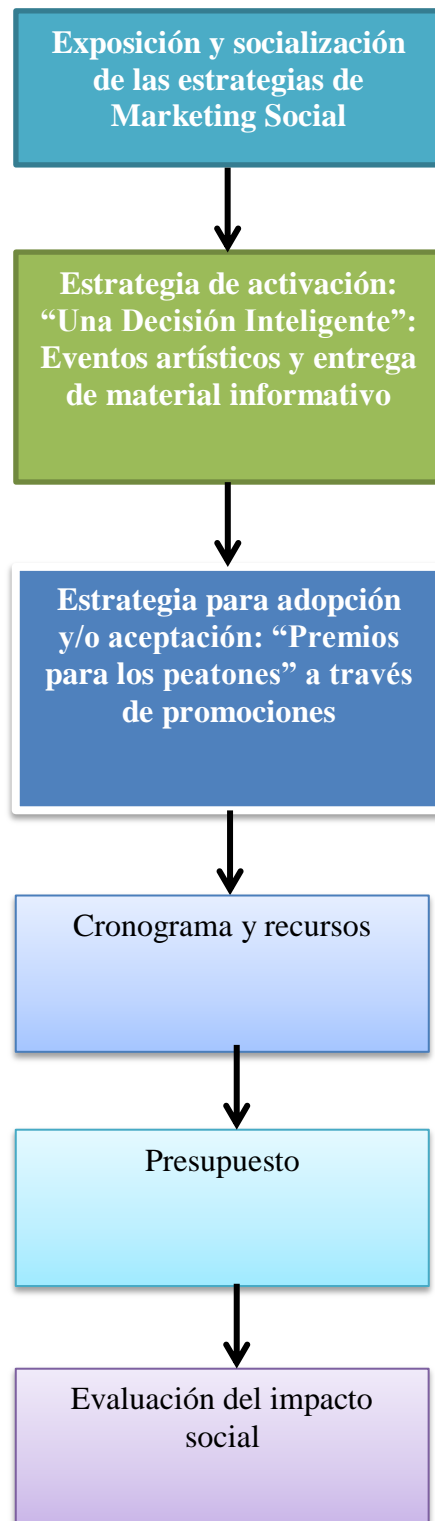 Exposición y socialización
de las estrategias de
Marketing Social
Estrategia de activación:
“Una Decisión Inteligente”:
Eventos artísticos y entrega
de material informativo
Estrategia para adopción
y/o aceptación: “Premios
para los peatones” a través
de promociones
Cronograma y recursos
Presupuesto
Evaluación del impacto
social